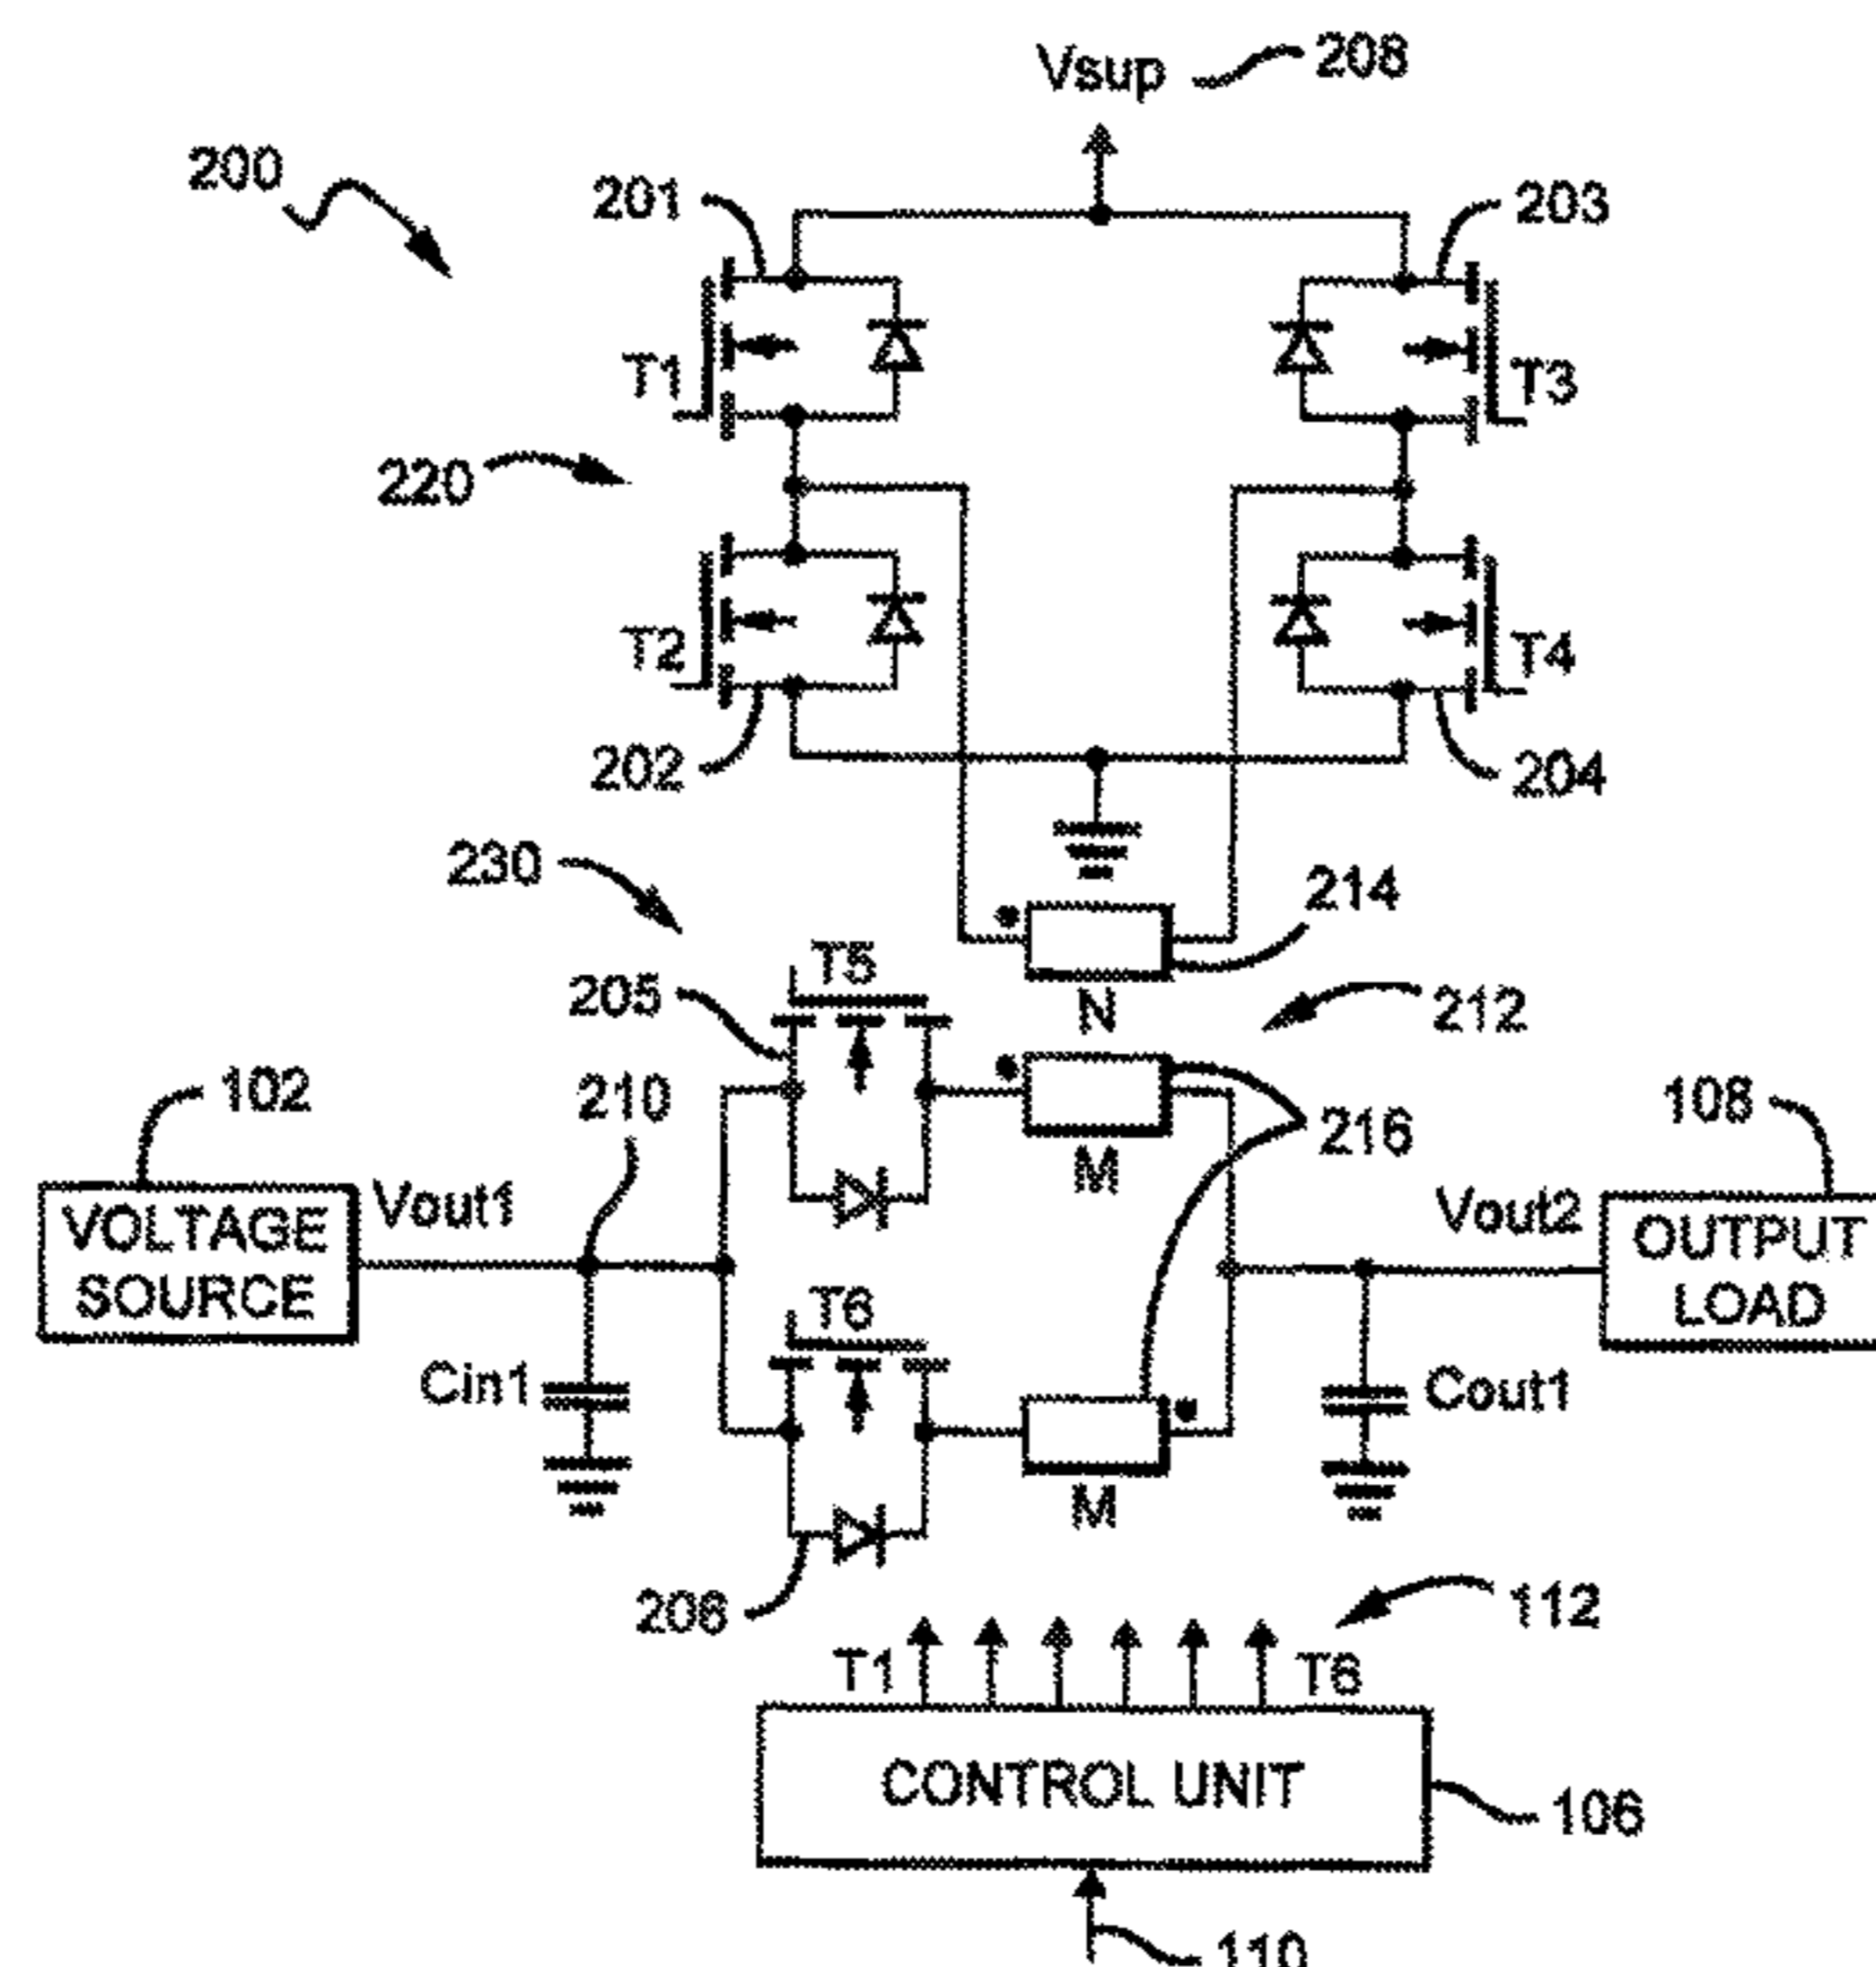 Vsup 208
200
201
203
T1
T3
220
T2
T4
202
204
230
214
T5
205
N
212
102
210
216
108
M
VOLTAGE
SOURCE
Vout1
Vout2
OUTPUT
LOAD
T6
Cin1
Cout1
M
206
112
T1
T6
CONTROL UNIT
106
110